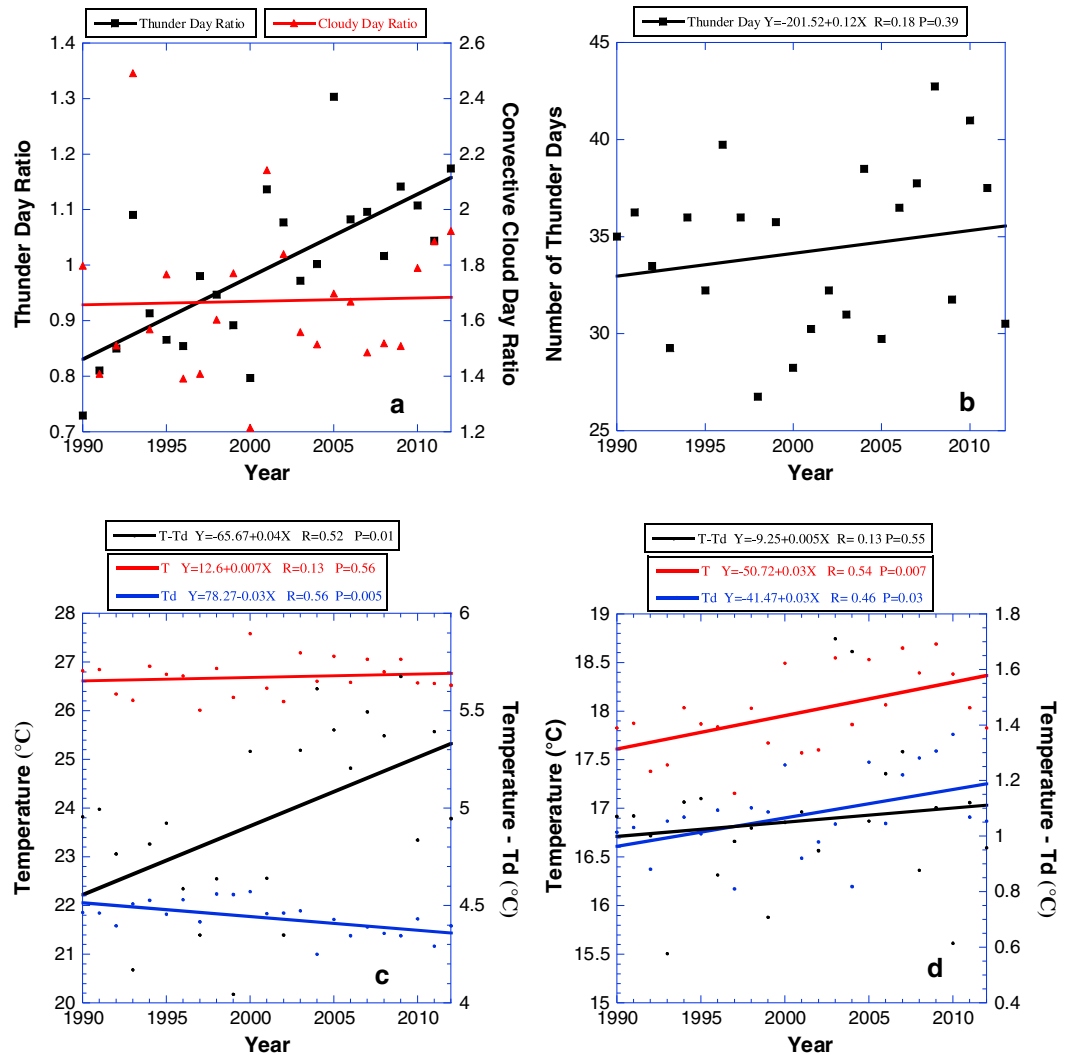 Thunder Day Ratio
Cloudy Day Ratio
1.4
1.3
1.2
1.1
1
0.9
0.8
0.7
2.6
2.4
2.2
2
1.8
1.6
1.4
1.2
Thunder Day Ratio
Convective Cloud Day Ratio
1990 1995 2000 2005 2010
Year
a
Thunder Day Y=-201.52+0.12X R=0.18 P=0.39
45
40
35
30
25
Number of Thunder Days
1990 1995 2000 2005 2010
Year
b
T-Td Y=-65.67+0.04X R=0.52 P=0.01
T Y=12.6+0.007X R=0.13 P=0.56
Td Y=78.27-0.03X R=0.56 P=0.005
28
27
26
25
24
23
22
21
20
6
5.5
5
4.5
4
Temperature (°C)
Temperature - Td (°C)
1990 1995 2000 2005 2010
Year
c
T-Td Y=-9.25+0.005X R= 0.13 P=0.55
T Y=-50.72+0.03X R= 0.54 P=0.007
Td Y=-41.47+0.03X R= 0.46 P=0.03
19
18.5
18
17.5
17
16.5
16
15.5
15
1.8
1.6
1.4
1.2
1
0.8
0.6
0.4
Temperature (°C)
Temperature - Td (°C)
1990 1995 2000 2005 2010
Year
d